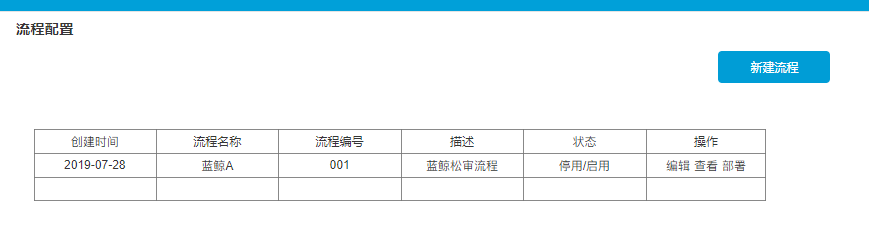 流程配置
新建流程
创建时间 流程名称 流程编号 描述 状态 操作
2019-07-28 蓝鲸A 001 蓝鲸松审流程 停用/启用 编辑 查看 部署